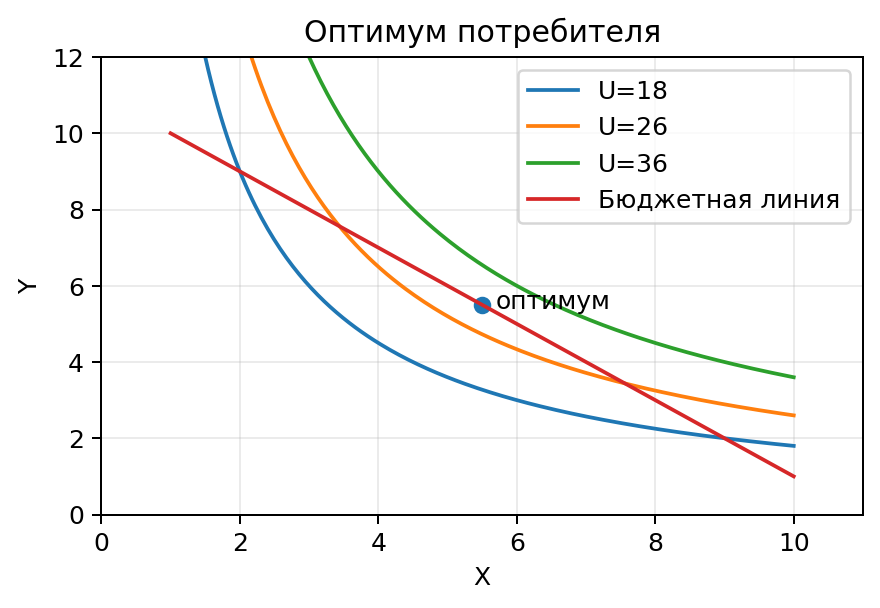 Оптимум потребителя
U=18
U=26
U=36
Бюджетная линия
12
10
8
6
4
2
0
Y
оптимум
0 2 4 6 8 10
X